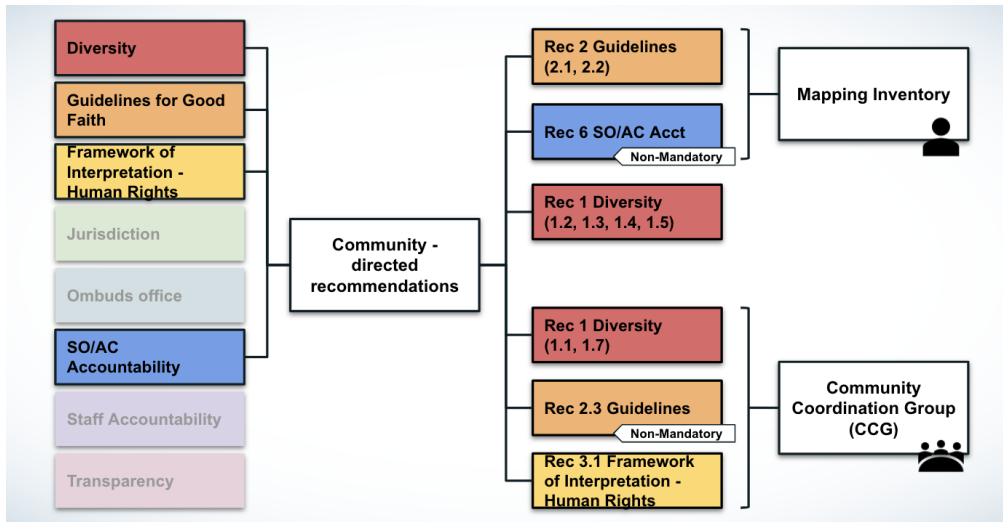 Diversity
Guidelines for Good
Faith
Framework of
Interpretation -
Human Rights
Jurisdiction
Ombuds office
SO/AC
Accountability
Staff Accountability
Transparency
Community -
directed
recommendations
Rec 2 Guidelines
(2.1, 2.2)
Rec 6 SO/AC Acct
Non-Mandatory
Rec 1 Diversity
(1.2, 1.3, 1.4, 1.5)
Rec 1 Diversity
(1.1, 1.7)
Rec 2.3 Guidelines
Non-Mandatory
Rec 3.1 Framework
of Interpretation -
Human Rights
Mapping Inventory
Community
Coordination Group
(CCG)